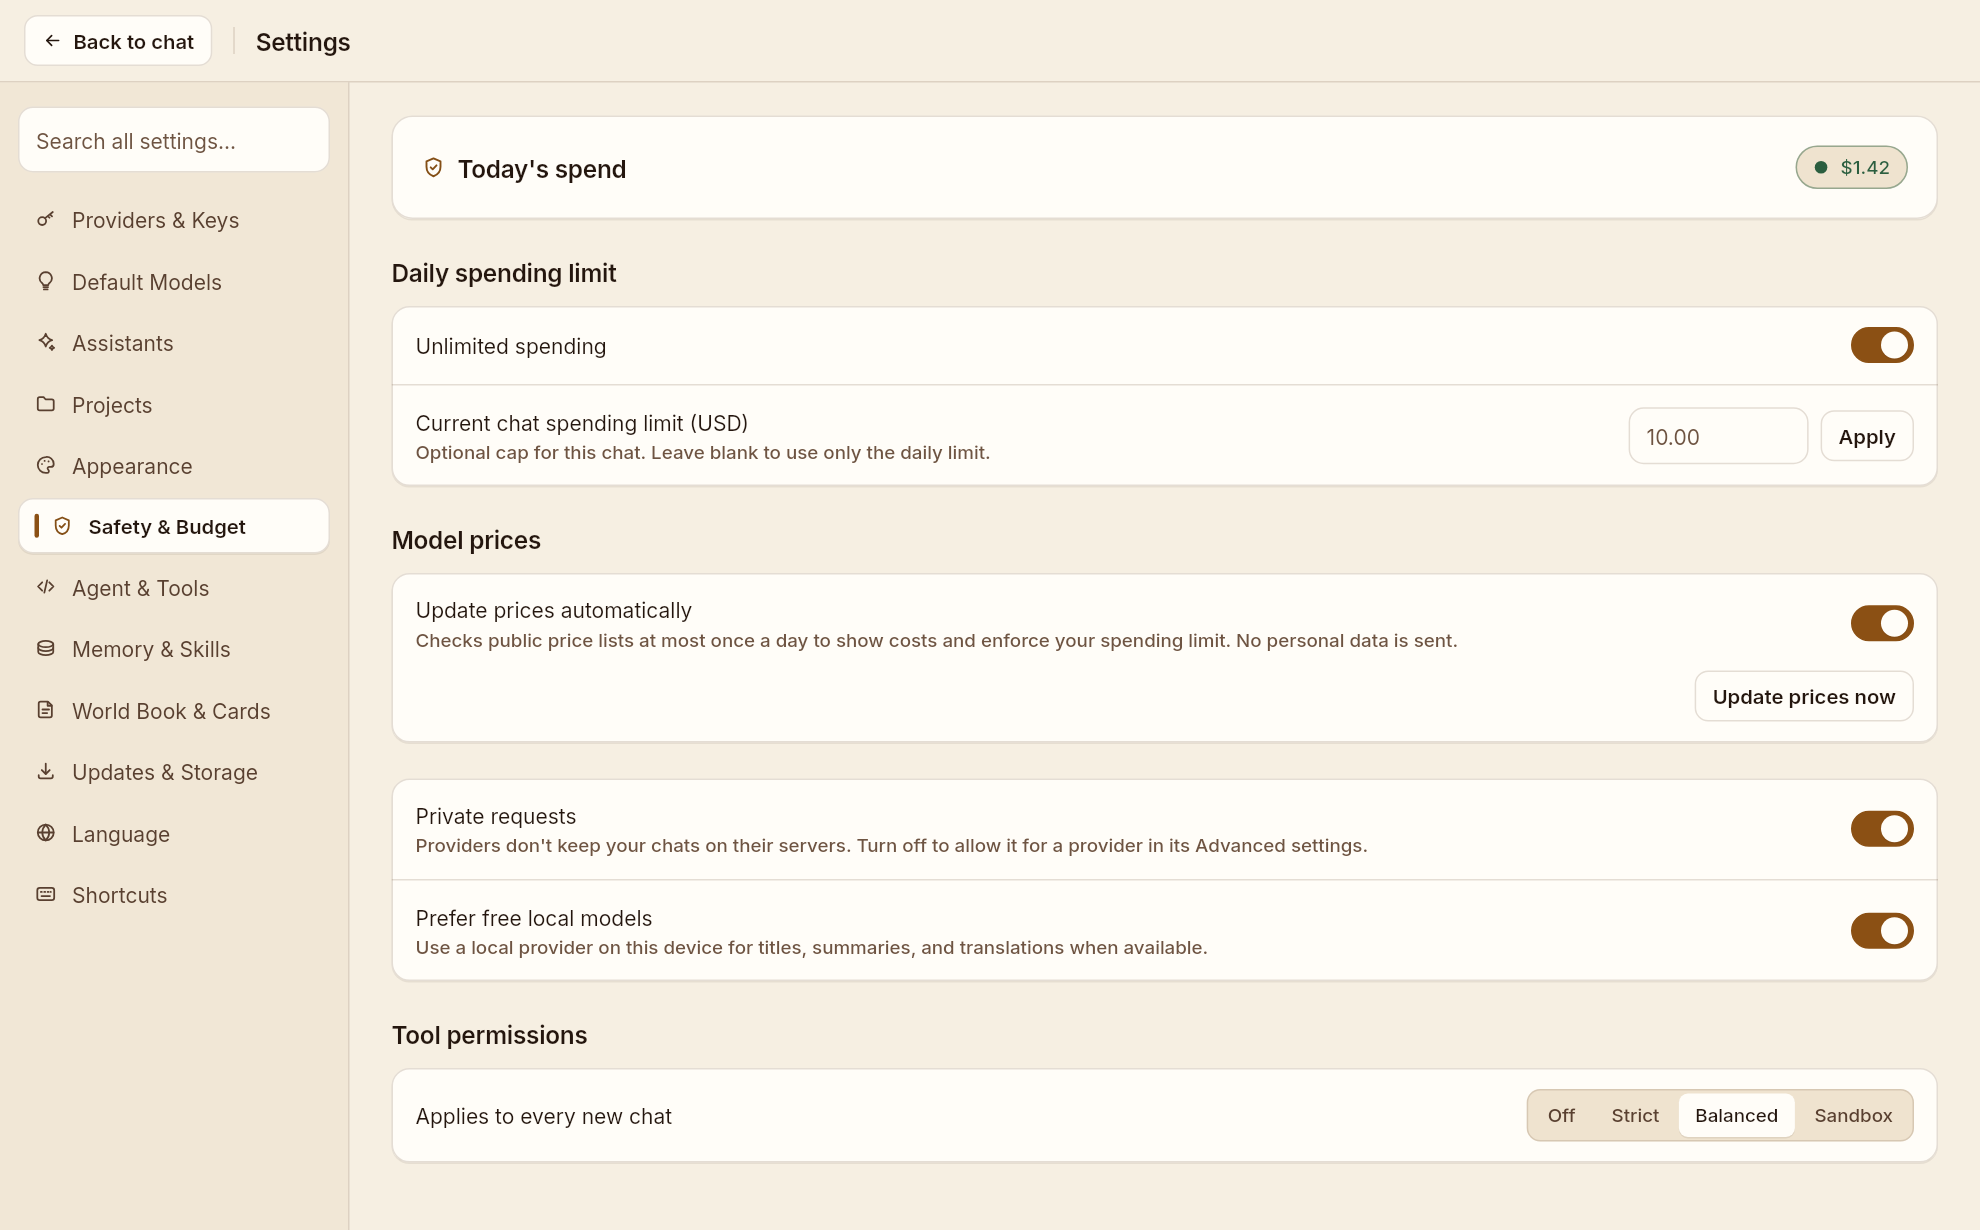 Back to chat
Settings
Search all settings...
Providers & Keys
Default Models
Assistants
Projects
Appearance
Safety & Budget
Agent & Tools
Memory & Skills
World Book & Cards
Updates & Storage
Language
Shortcuts
Today's spend
$1.42
Daily spending limit
Unlimited spending
Current chat spending limit (USD)
Optional cap for this chat. Leave blank to use only the daily limit.
10.00
Apply
Model prices
Update prices automatically
Checks public price lists at most once a day to show costs and enforce your spending limit. No personal data is sent.
Update prices now
Private requests
Providers don't keep your chats on their servers. Turn off to allow it for a provider in its Advanced settings.
Prefer free local models
Use a local provider on this device for titles, summaries, and translations when available.
Tool permissions
Applies to every new chat
Off
Strict
Balanced
Sandbox